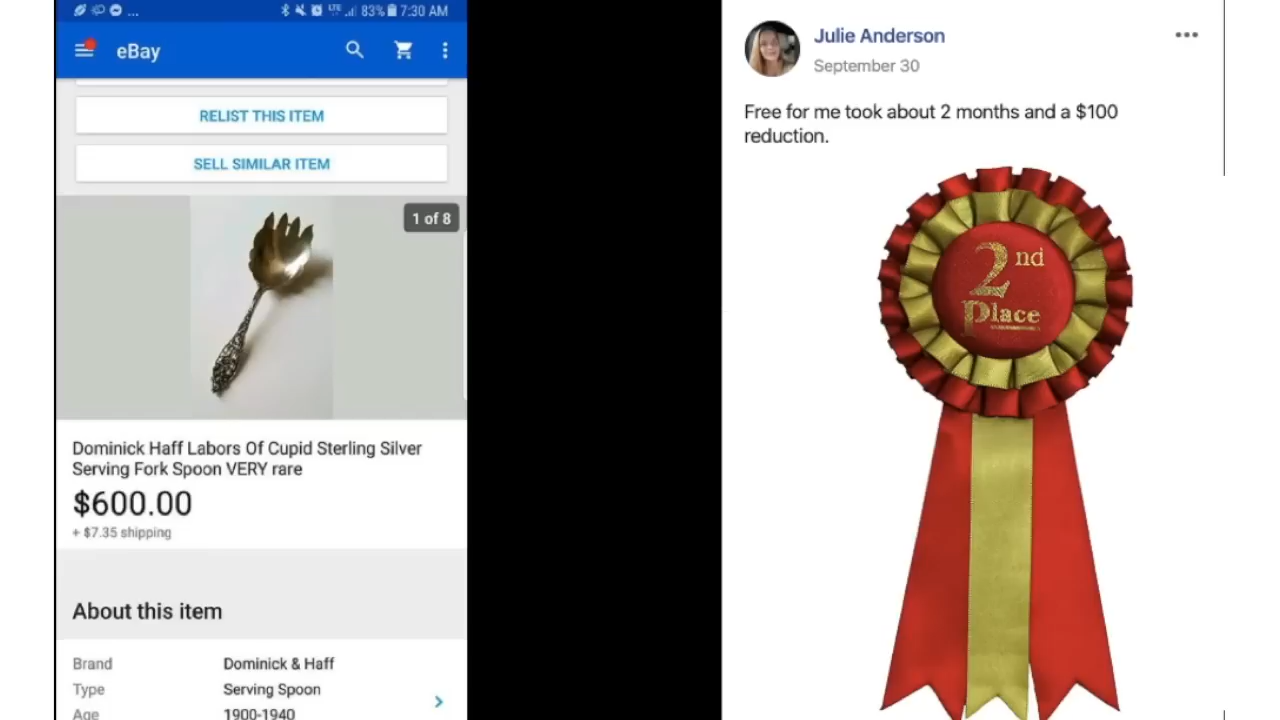 LTE 83% 7:30 AM
eBay
RELIST THIS ITEM
SELL SIMILAR ITEM
1 of 8
Dominick Haff Labors Of Cupid Sterling Silver
Serving Fork Spoon VERY rare
$600.00
+ $7.35 shipping
About this item
Brand Dominick & Haff
Type Serving Spoon
Age 1900-1940
Julie Anderson
September 30
Free for me took about 2 months and a $100
reduction.
2nd
Place